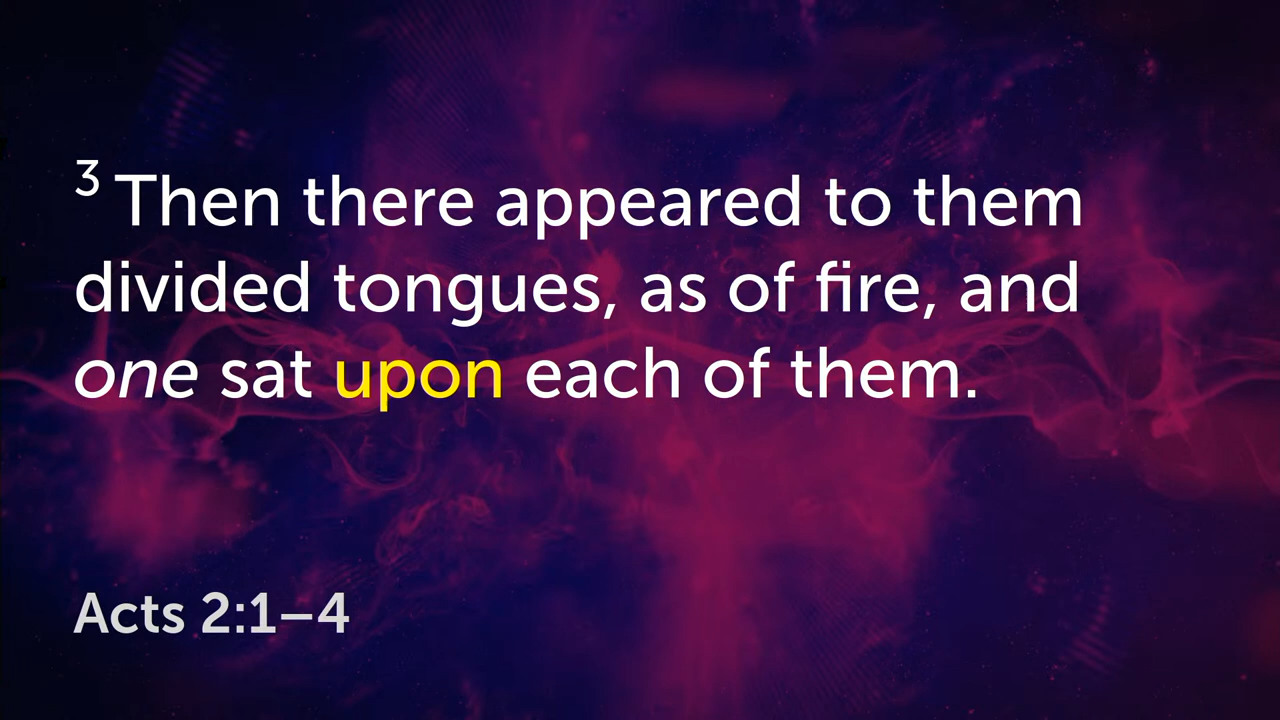 3 Then there appeared to them
divided tongues, as of fire, and
one sat upon each of them.
Acts 2:1–4